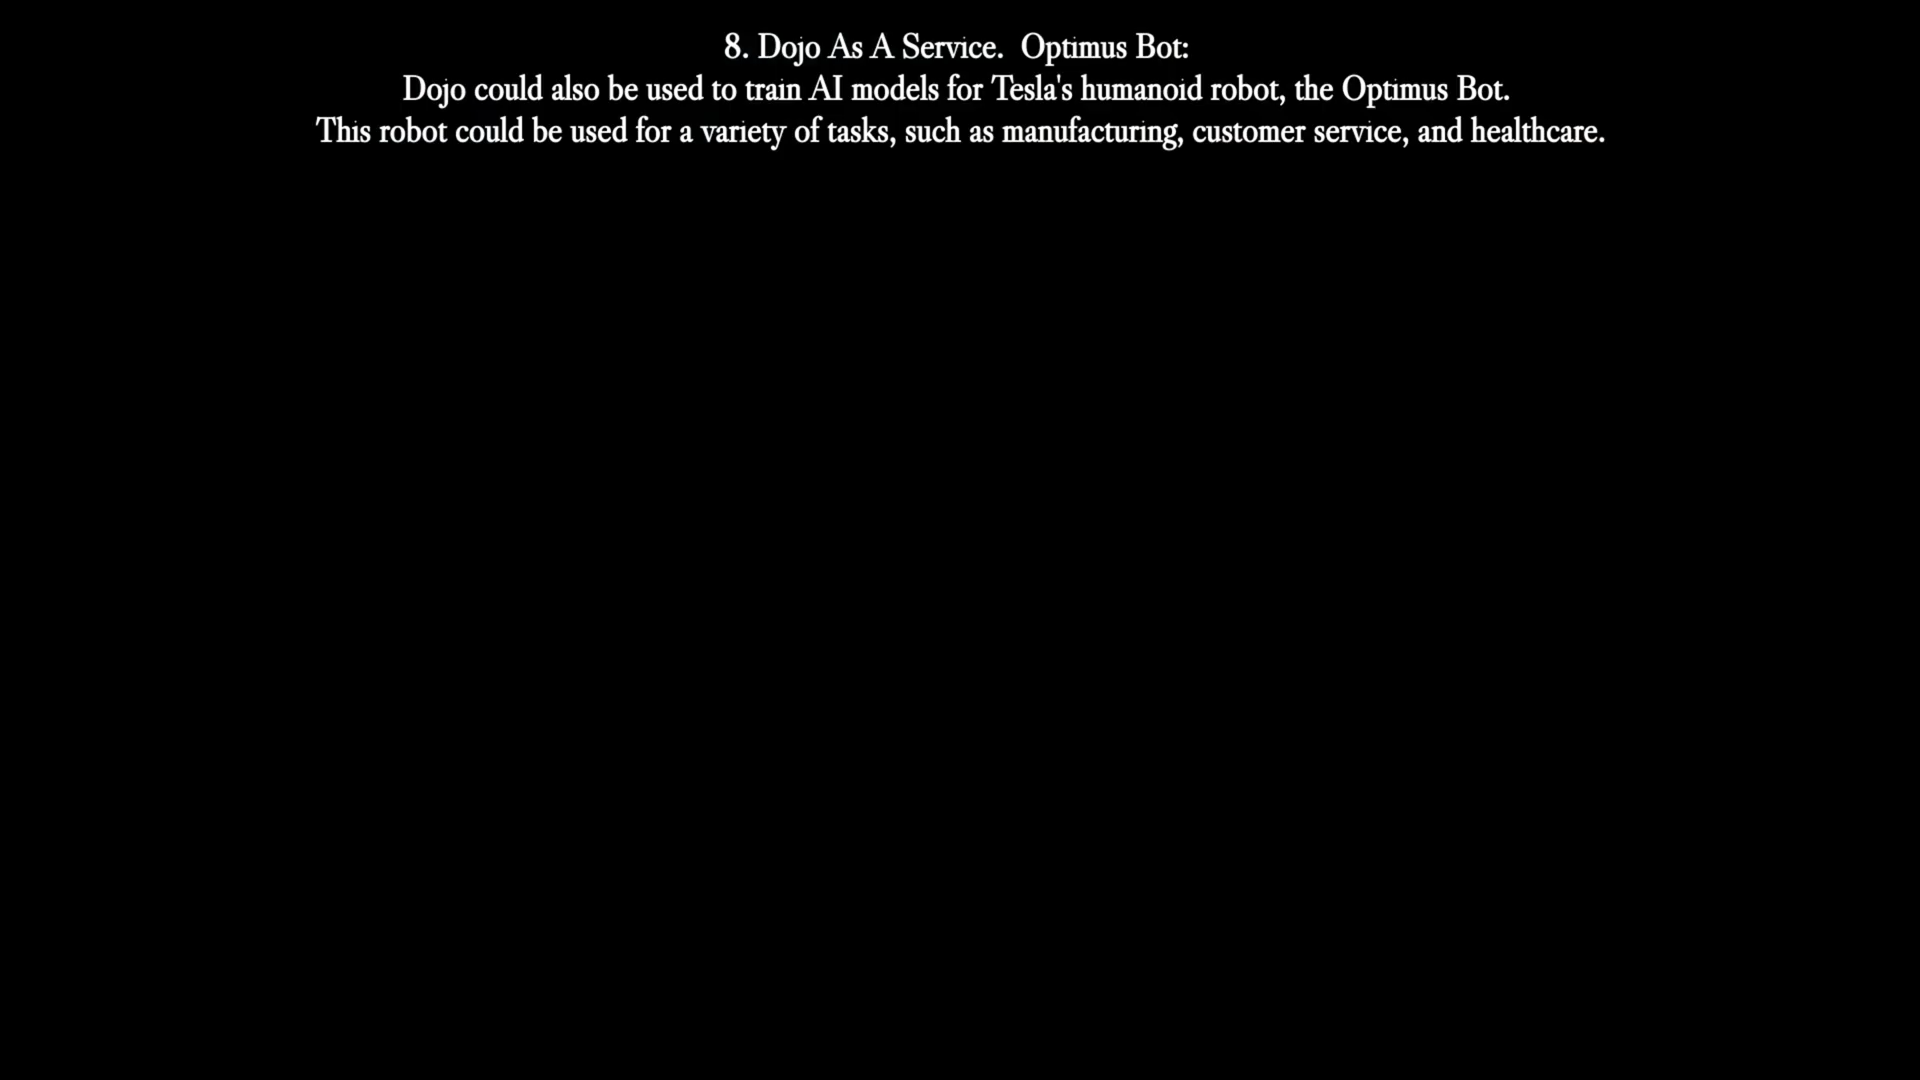 8. Dojo As A Service.  Optimus Bot:
Dojo could also be used to train AI models for Tesla's humanoid robot, the Optimus Bot.
This robot could be used for a variety of tasks, such as manufacturing, customer service, and healthcare.